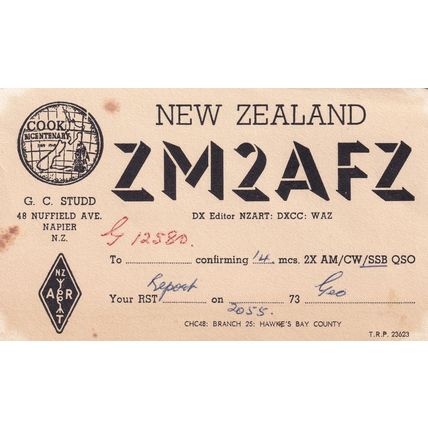 COOK
BICENTENARY
NEW ZEALAND
ZM2AFZ
G. C. STUDD
48 NUFFIELD AVE.
NAPIER
N.Z.
DX Editor NZART: DXCC: WAZ
G 12580.
To confirming 14 mcs. 2X AM/CW/SSB QSO
NZ
A R
T
Your RST Report on 2055. 73 Geo
CHC48: BRANCH 25: HAWKE'S BAY COUNTY
T.R.P. 23623